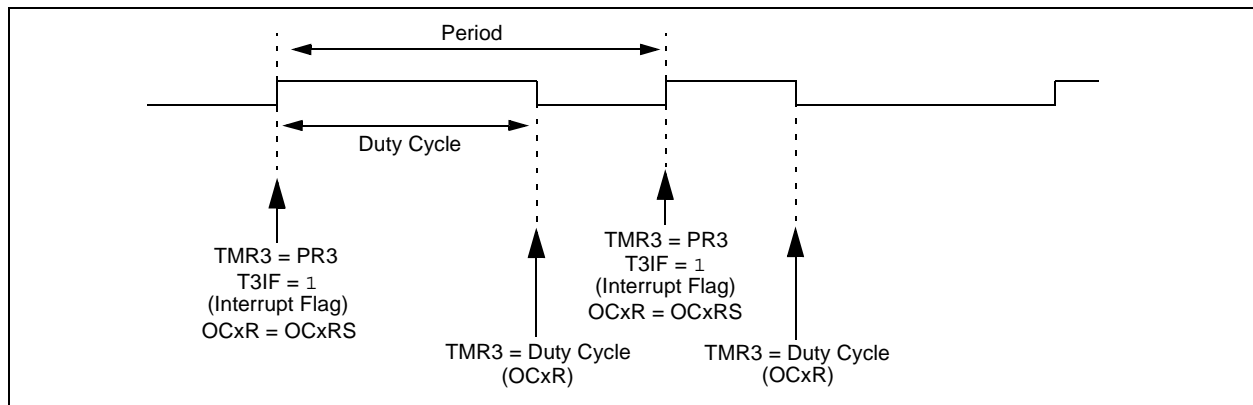 Period
Duty Cycle
TMR3 = PR3
T3IF = 1
(Interrupt Flag)
OCxR = OCxRS
TMR3 = Duty Cycle
(OCxR)
TMR3 = PR3
T3IF = 1
(Interrupt Flag)
OCxR = OCxRS
TMR3 = Duty Cycle
(OCxR)